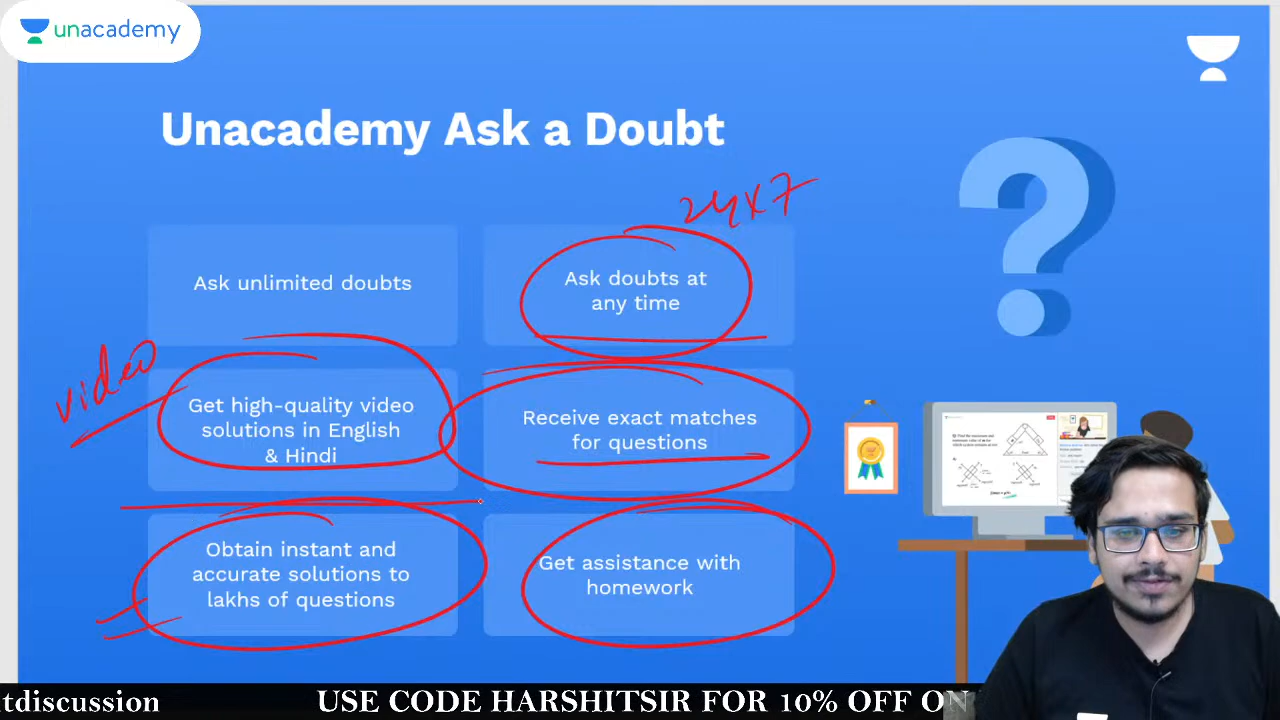 unacademy
Unacademy Ask a Doubt
24x7
Ask unlimited doubts
Ask doubts at
any time
video
Get high-quality video
solutions in English
& Hindi
Receive exact matches
for questions
Obtain instant and
accurate solutions to
lakhs of questions
Get assistance with
homework
tdiscussion USE CODE HARSHITSIR FOR 10% OFF ON